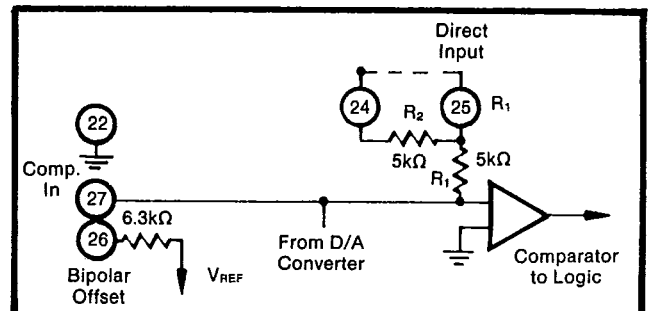 Direct
Input
24
25
R₁
R₂
22
5kΩ
5kΩ
R₁
Comp.
In
27
6.3kΩ
26
From D/A
Converter
Comparator
to Logic
Bipolar
Offset
VREF